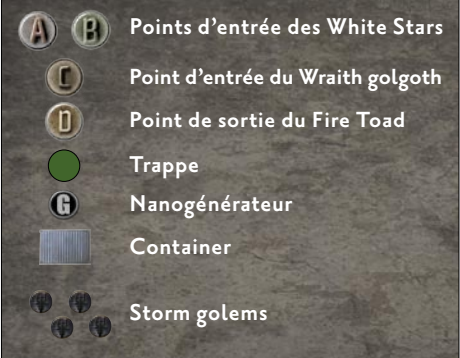 A B Points d'entrée des White Stars
C Point d'entrée du Wraith golgoth
D Point de sortie du Fire Toad
Trappe
G Nanogénérateur
Container
Storm golems